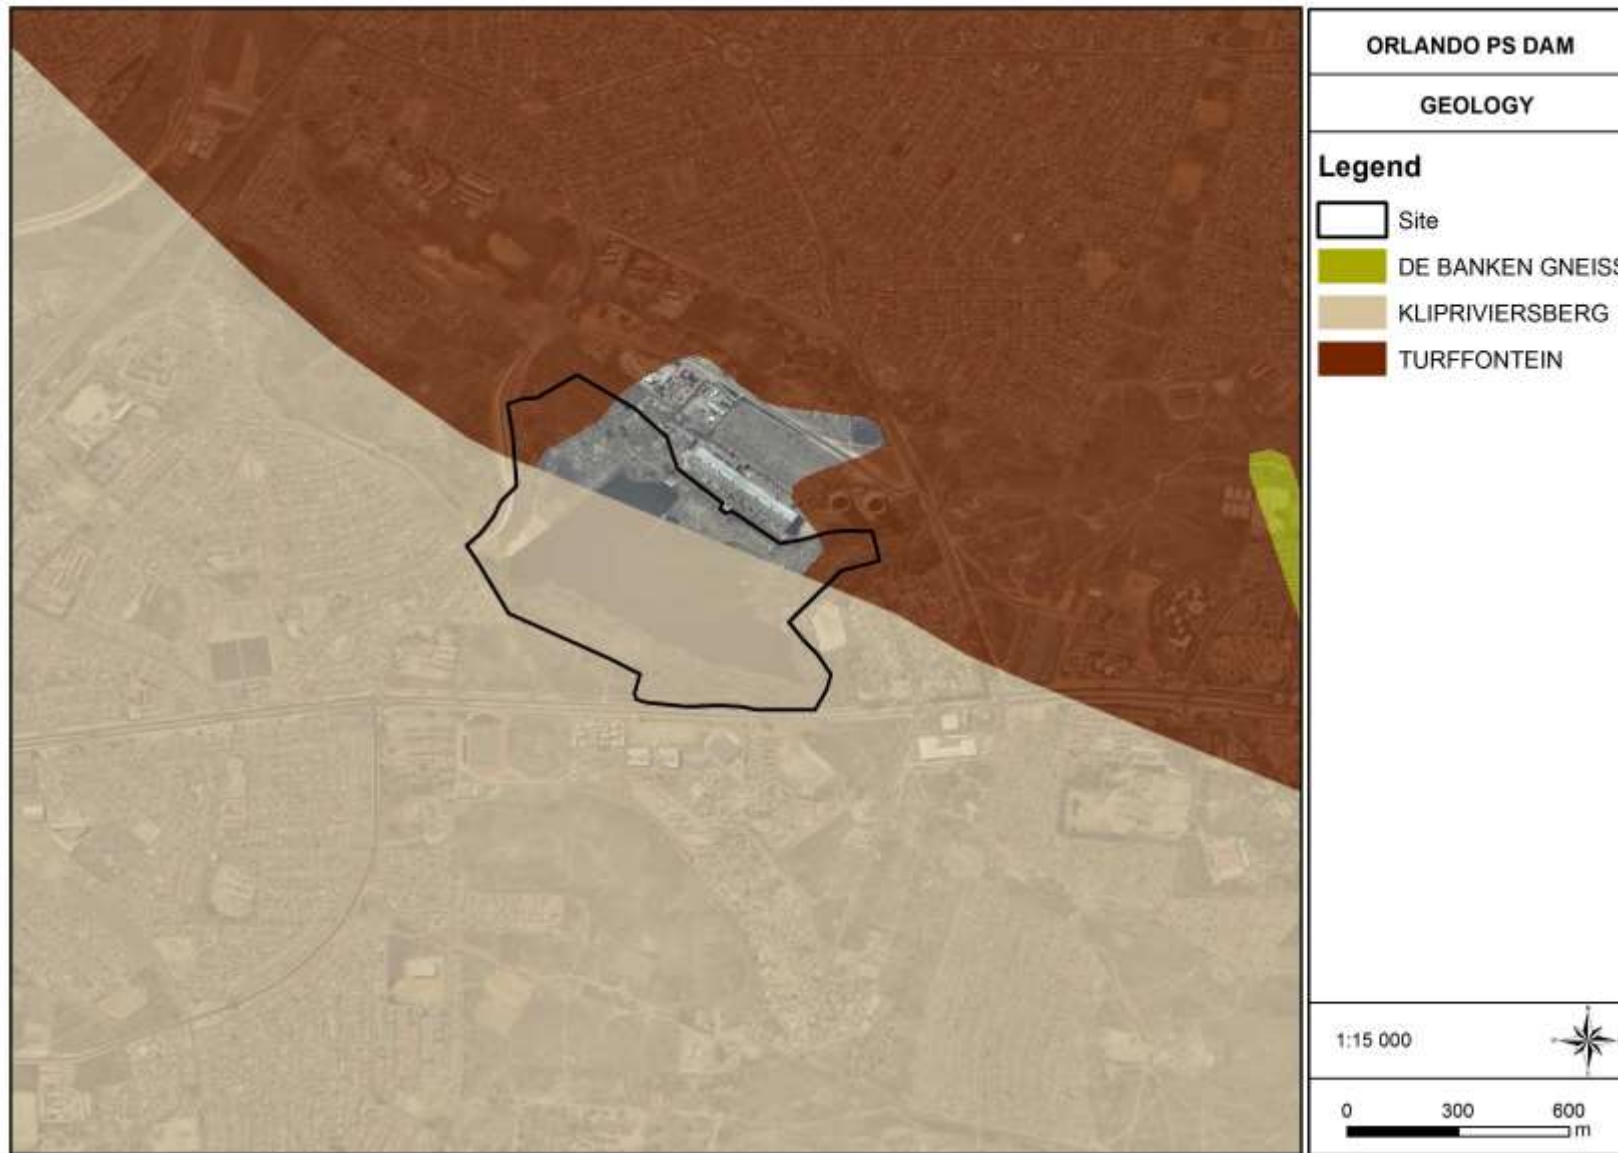 ORLANDO PS DAM
GEOLOGY
Legend
Site
DE BANKEN GNEISS
KLIPRIVIERSBERG
TURFFONTEIN
1:15 000
0 300 600
m